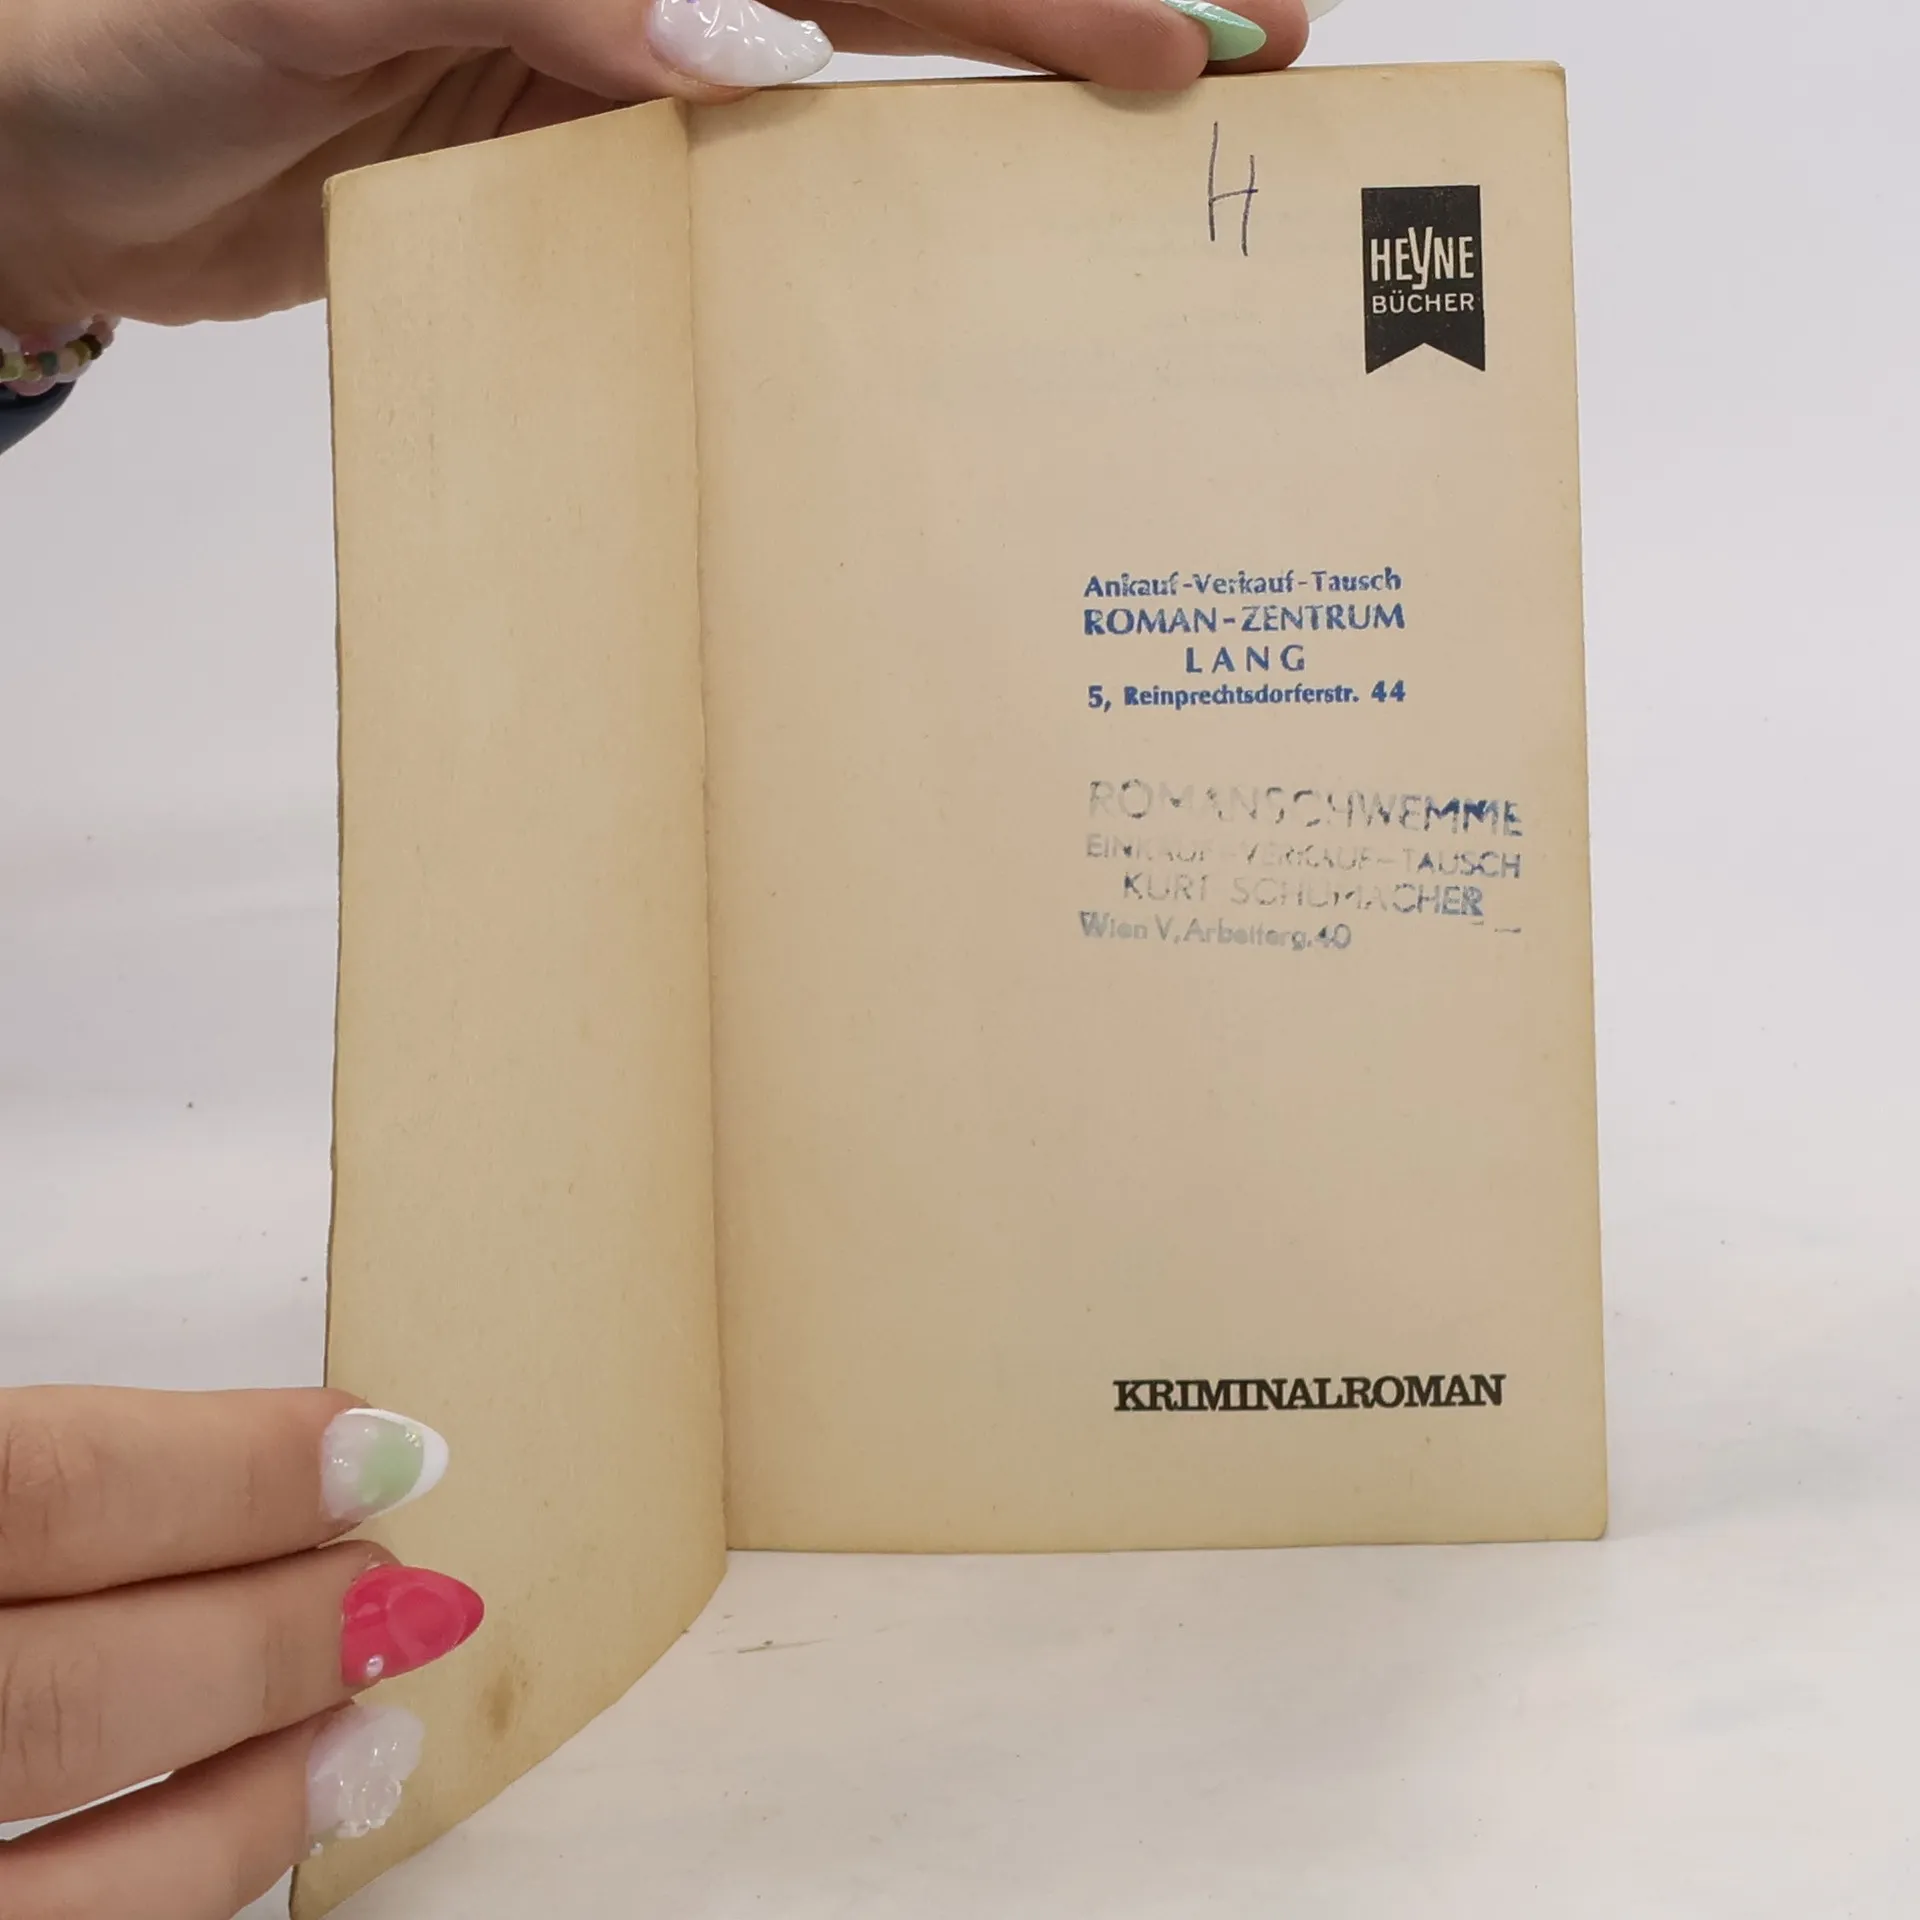 H
HEYNE
BÜCHER
Ankauf-Verkauf-Tausch
ROMAN-ZENTRUM
LANG
5, Reinprechtsdorferstr. 44
ROMANSCHWEMME
EINKAUF-VERKAUF-TAUSCH
KURT SCHUMACHER
Wien V, Arbeiterg. 40
KRIMINALROMAN